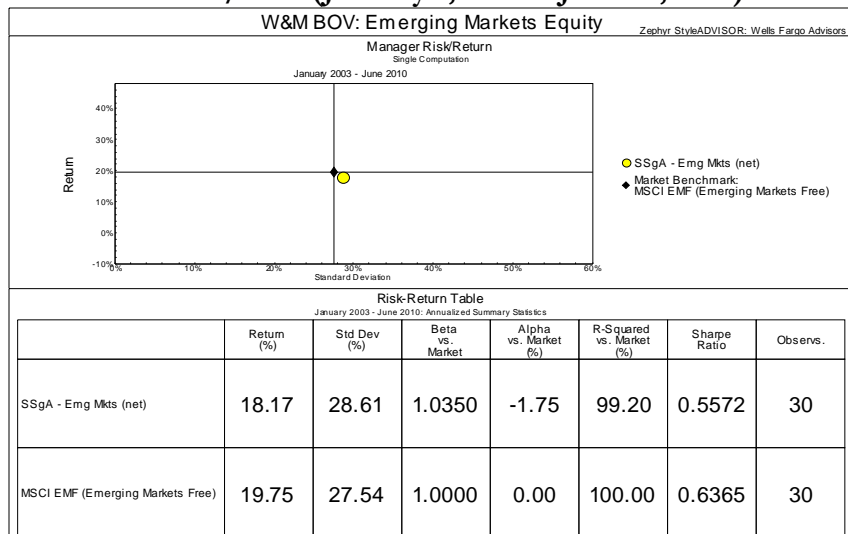 W&M BOV: Emerging Markets Equity
Zephyr StyleADVISOR: Wells Fargo Advisors
Manager Risk/Return
Single Computation
January 2003 - June 2010
Return
40%
30%
20%
10%
0%
-10%
0%
10%
20%
30%
40%
50%
60%
Standard Deviation
SSgA - Emg Mkts (net)
Market Benchmark:
MSCI EMF (Emerging Markets Free)
Risk-Return Table
January 2003 - June 2010: Annualized Summary Statistics
Return (%) Std Dev (%) Beta vs. Market Alpha vs. Market (%) R-Squared vs. Market (%) Sharpe Ratio Observs.
SSgA - Emg Mkts (net) 18.17 28.61 1.0350 -1.75 99.20 0.5572 30
MSCI EMF (Emerging Markets Free) 19.75 27.54 1.0000 0.00 100.00 0.6365 30